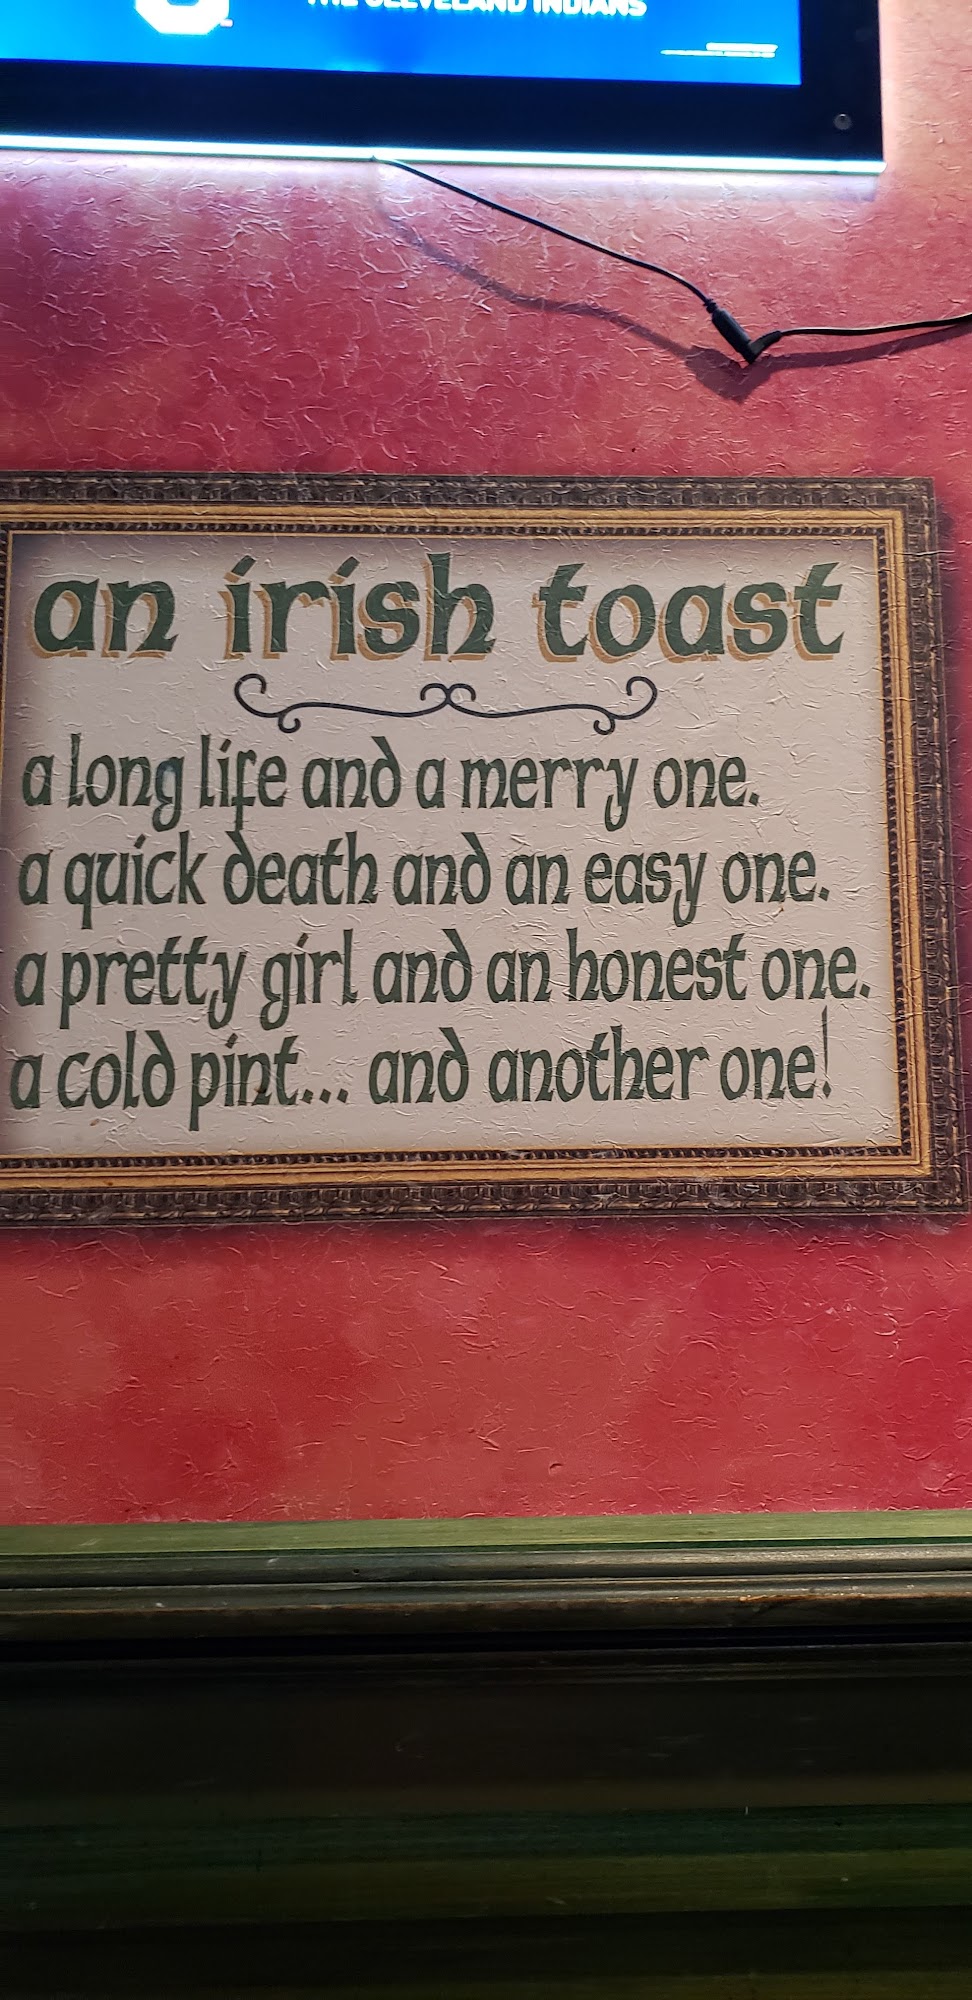 THE CLEVELAND INDIANS
an irish toast
a long life and a merry one.
a quick death and an easy one.
a pretty girl and an honest one.
a cold pint... and another one!